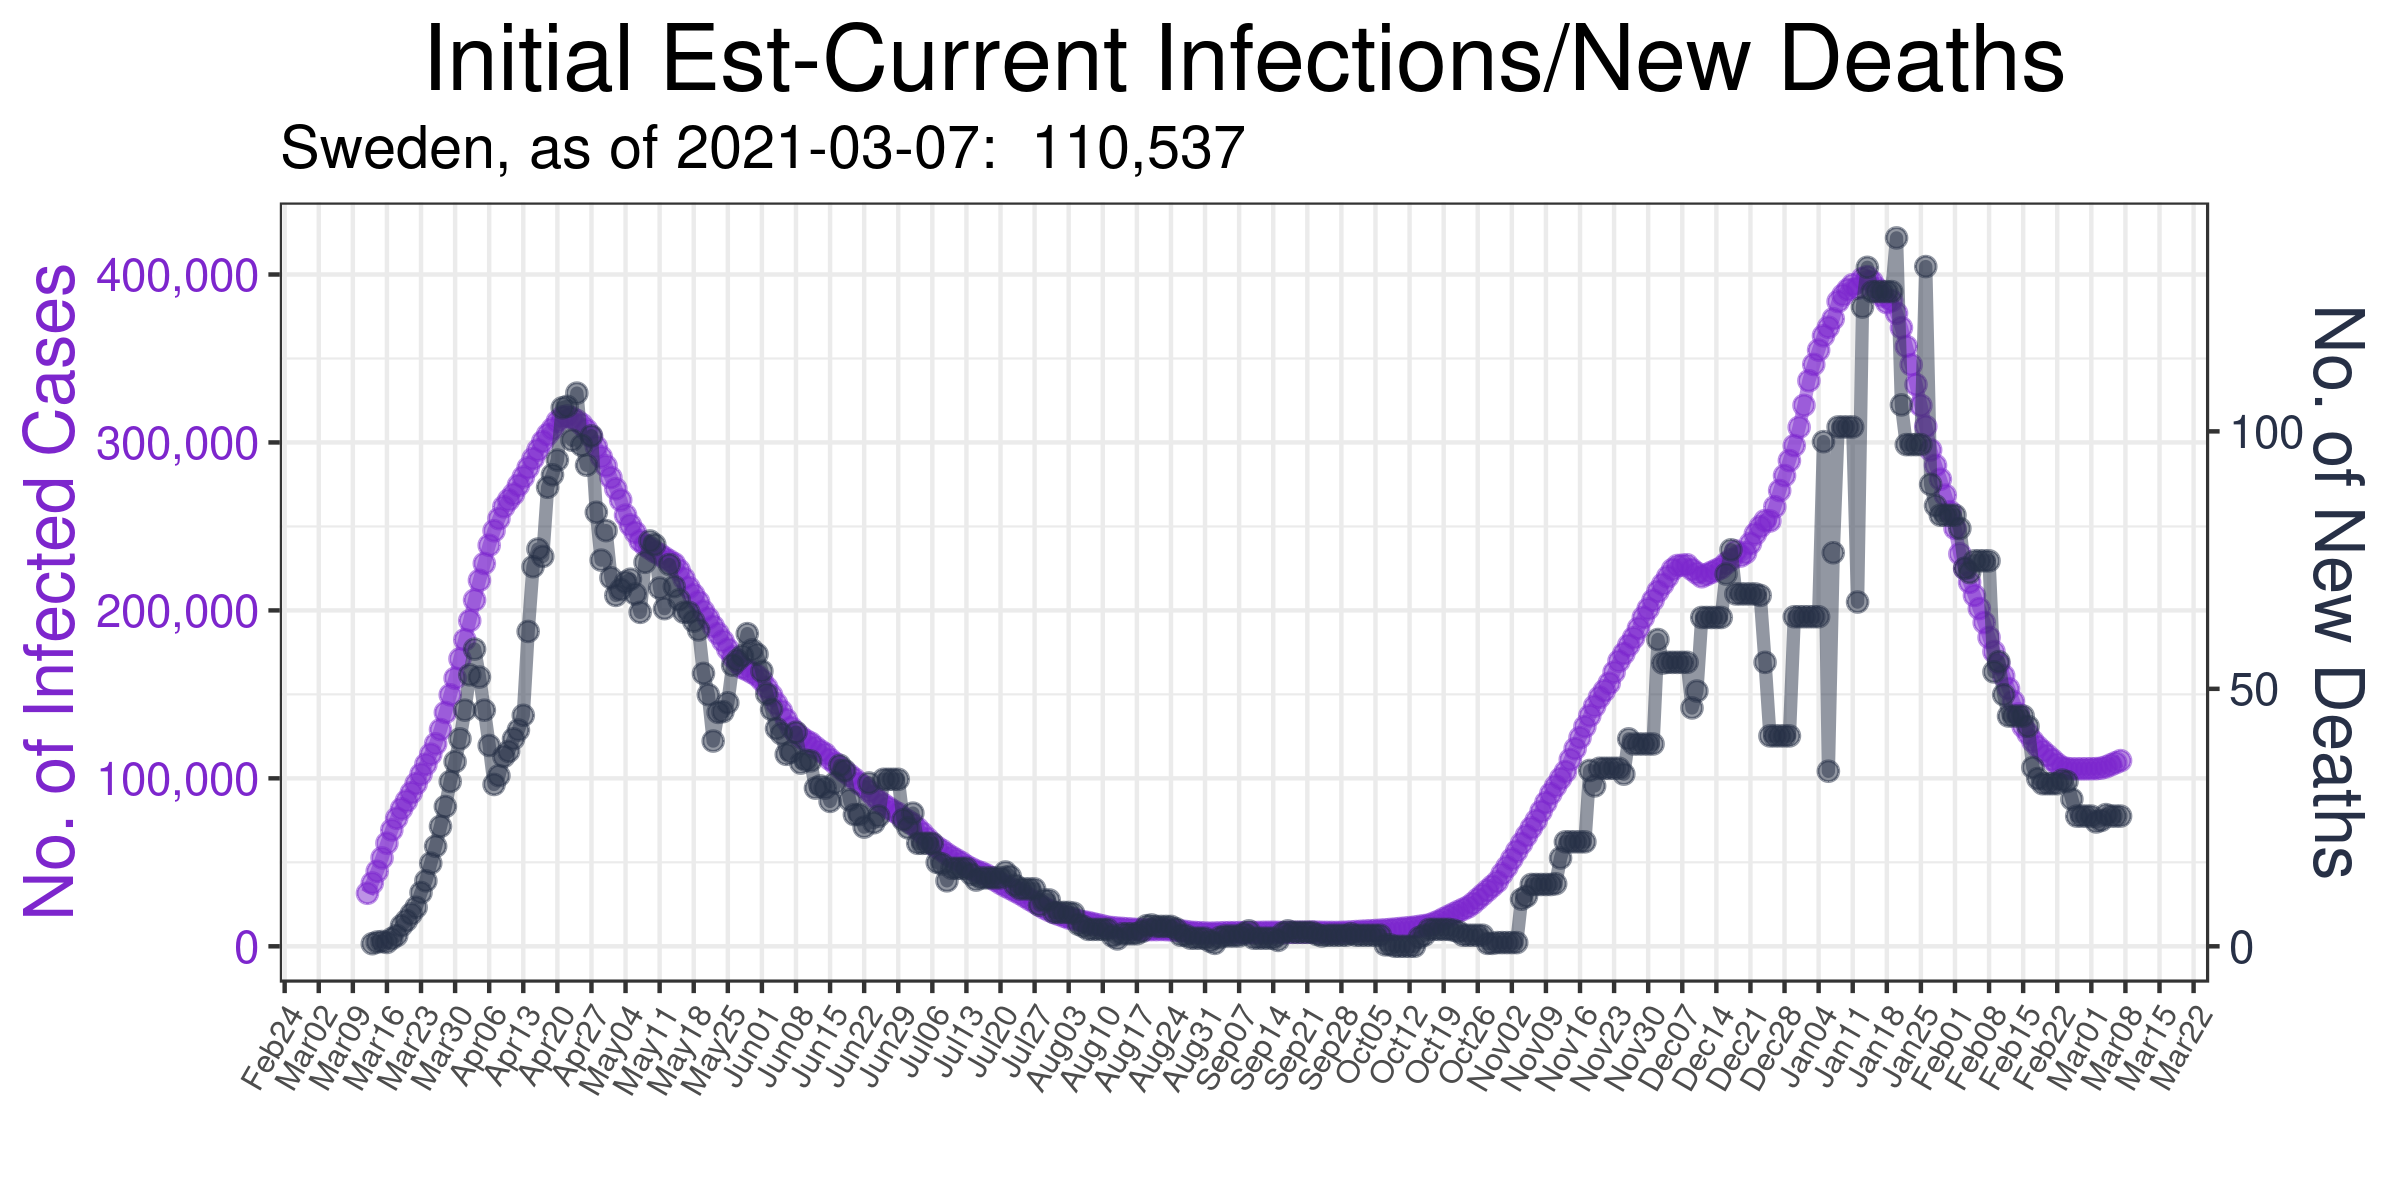 Initial Est-Current Infections/New Deaths
Sweden, as of 2021-03-07:  110,537
No. of Infected Cases
400,000
300,000
200,000
100,000
0
100
50
0
No. of New Deaths
Feb24
Mar02
Mar09
Mar16
Mar23
Mar30
Apr06
Apr13
Apr20
Apr27
May04
May11
May18
May25
Jun01
Jun08
Jun15
Jun22
Jun29
Jul06
Jul13
Jul20
Jul27
Aug03
Aug10
Aug17
Aug24
Aug31
Sep07
Sep14
Sep21
Sep28
Oct05
Oct12
Oct19
Oct26
Nov02
Nov09
Nov16
Nov23
Nov30
Nov07
Dec07
Dec14
Dec21
Dec28
Dec04
Jan11
Jan18
Jan25
Feb01
Feb08
Feb15
Feb22
Mar01
Mar08
Mar15
Mar22